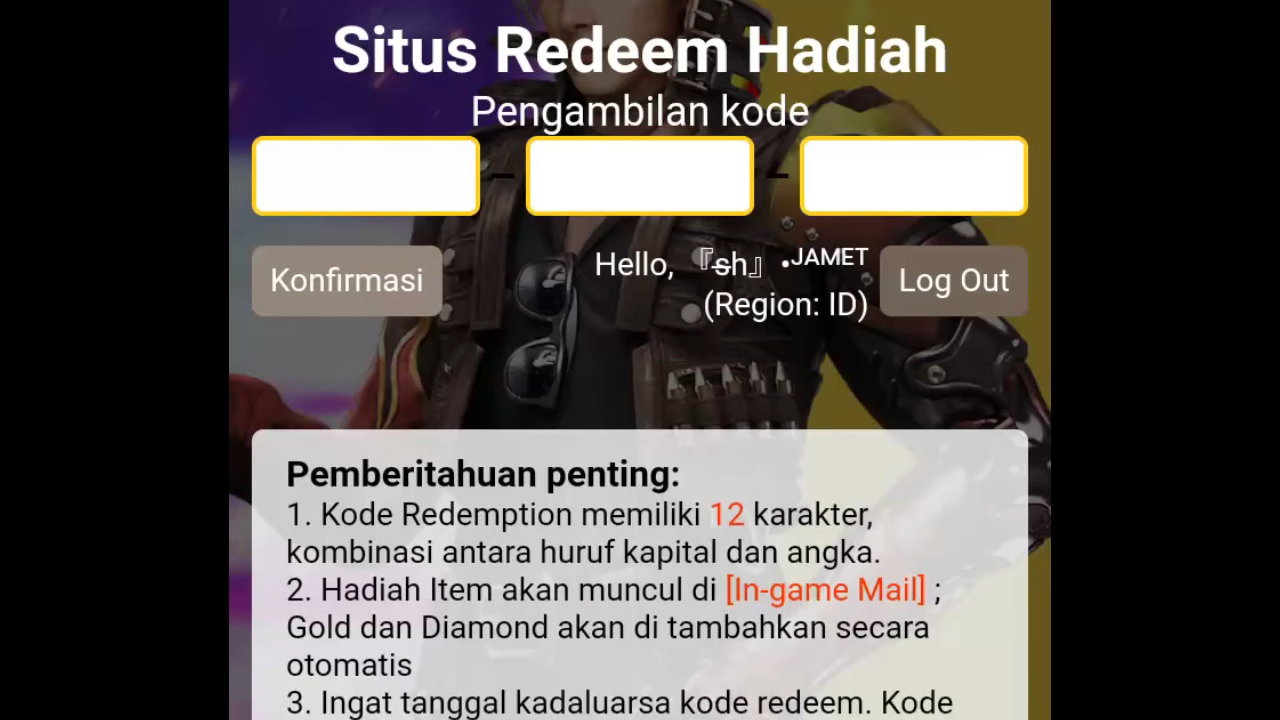 Situs Redeem Hadiah
Pengambilan kode
– –
Konfirmasi
Hello, 『s̶h』 •ᴶᴬᴹᴱᵀ
(Region: ID)
Log Out
Pemberitahuan penting:
1. Kode Redemption memiliki 12 karakter,
kombinasi antara huruf kapital dan angka.
2. Hadiah Item akan muncul di [In-game Mail] ;
Gold dan Diamond akan di tambahkan secara
otomatis
3. Ingat tanggal kadaluarsa kode redeem. Kode